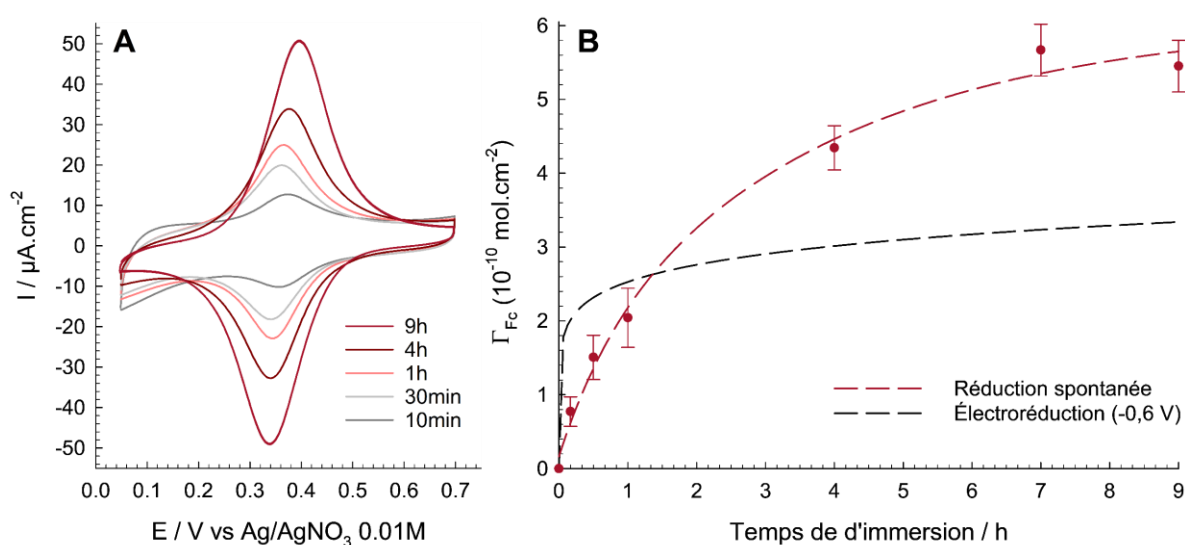 A
50
40
30
20
10
0
-10
-20
-30
-40
-50
I / µA.cm-2
9h
4h
1h
30min
10min
0.0 0.1 0.2 0.3 0.4 0.5 0.6 0.7
E / V vs Ag/AgNO3 0.01M
B
6
5
4
3
2
1
0
ΓFc (10-10 mol.cm-2)
Réduction spontanée
Électroréduction (-0,6 V)
0 1 2 3 4 5 6 7 8 9
Temps de d'immersion / h